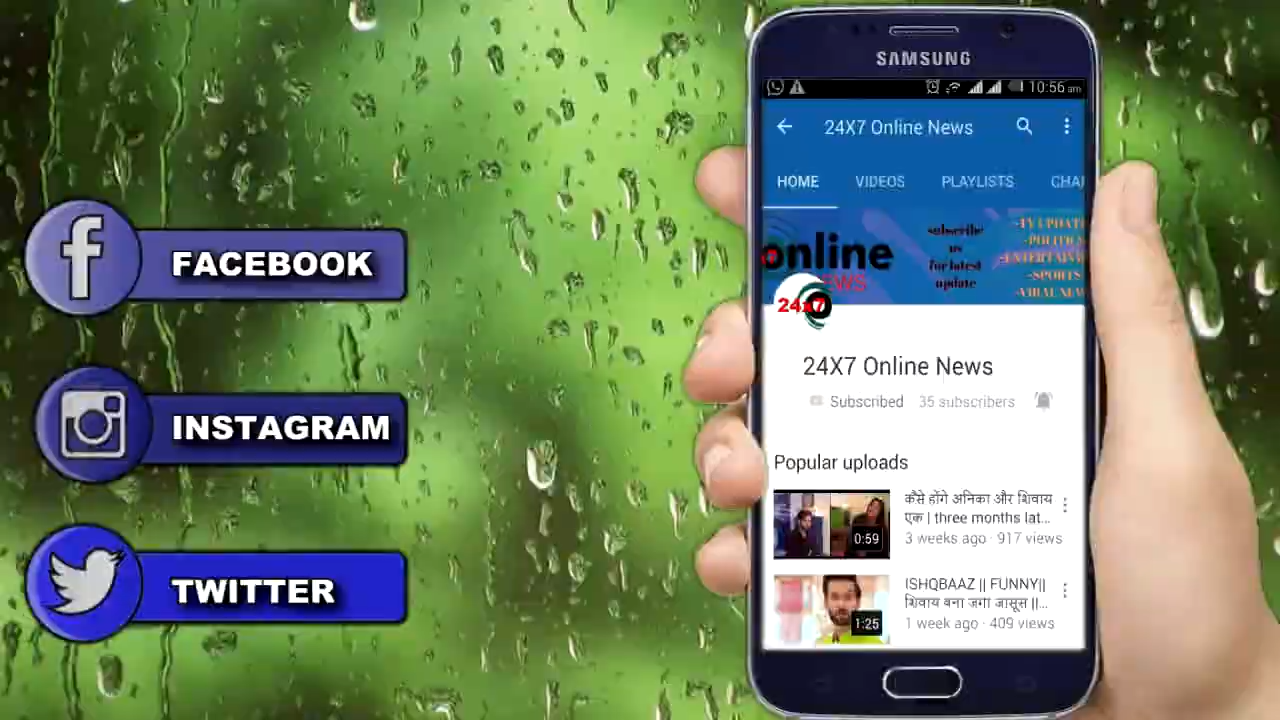 FACEBOOK
INSTAGRAM
TWITTER
SAMSUNG
10:56 am
24X7 Online News
HOME VIDEOS PLAYLISTS CHA
online
NEWS
subscribe
us
for latest
update
-TV UPDATE
-POLITICS
-ENTERTAINM
-SPORTS
-VIRAL NEWS
24x7
24X7 Online News
Subscribed 35 subscribers
Popular uploads
0:59
कैसे होंगे अनिका और शिवाय
एक | three months lat...
3 weeks ago · 917 views
1:25
ISHQBAAZ || FUNNY||
शिवाय बना जगा जासूस ||...
1 week ago · 409 views